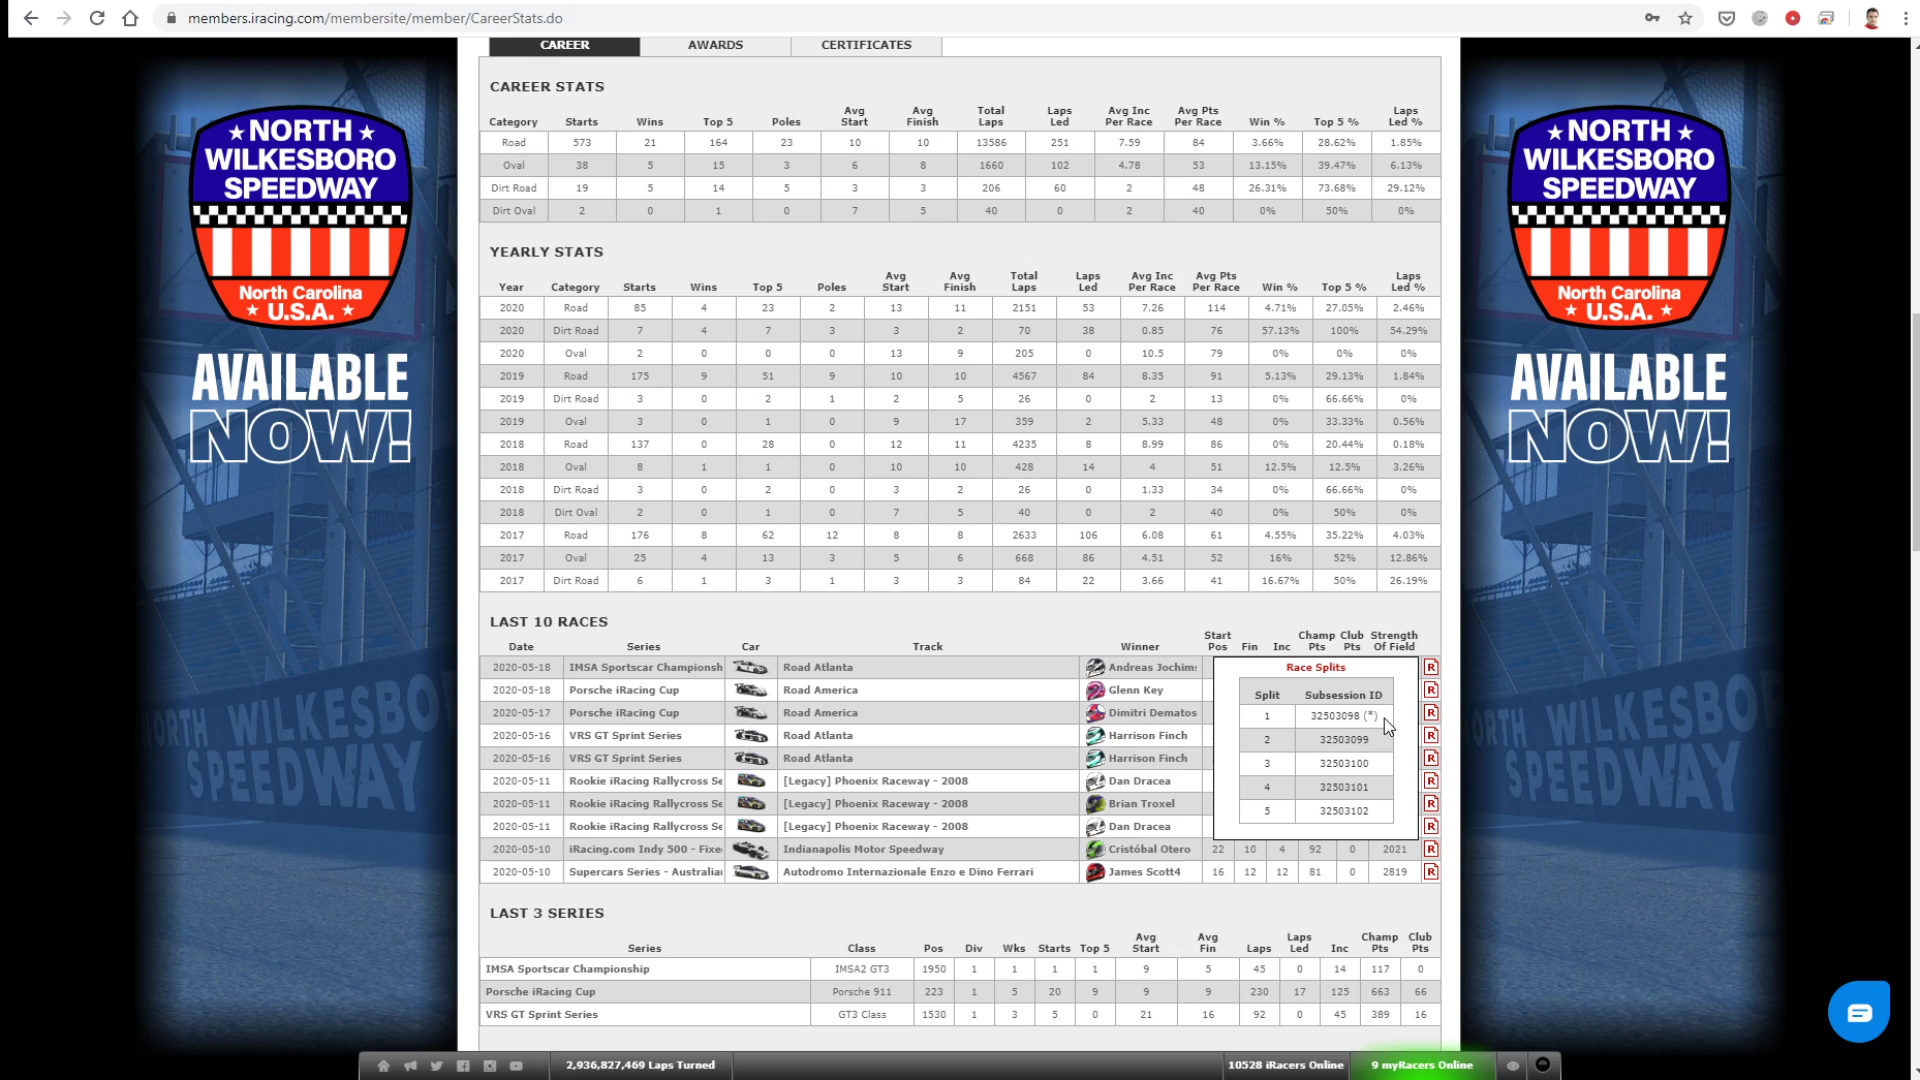 members.iracing.com/membersite/member/CareerStats.do
CAREER AWARDS CERTIFICATES
NORTH WILKESBORO SPEEDWAY
North Carolina
U.S.A.
AVAILABLE
NOW!
CAREER STATS
Category Starts Wins Top 5 Poles Avg Start Avg Finish Total Laps Laps Led Avg Inc Per Race Avg Pts Per Race Win % Top 5 % Laps Led %
Road 573 21 164 23 10 10 13586 251 7.59 84 3.66% 28.62% 1.85%
Oval 38 5 15 3 6 8 1660 102 4.78 53 13.15% 39.47% 6.13%
Dirt Road 19 5 14 5 3 3 206 60 2 48 26.31% 73.68% 29.12%
Dirt Oval 2 0 1 0 7 5 40 0 2 40 0% 50% 0%
YEARLY STATS
Year Category Starts Wins Top 5 Poles Avg Start Avg Finish Total Laps Laps Led Avg Inc Per Race Avg Pts Per Race Win % Top 5 % Laps Led %
2020 Road 85 4 23 2 13 11 2151 53 7.26 114 4.71% 27.05% 2.46%
2020 Dirt Road 7 4 7 3 3 2 70 38 0.85 76 57.13% 100% 54.29%
2020 Oval 2 0 0 0 13 9 205 0 10.5 79 0% 0% 0%
2019 Road 175 9 51 9 10 10 4567 84 8.35 91 5.13% 29.13% 1.84%
2019 Dirt Road 3 0 2 1 2 5 26 0 2 13 0% 66.66% 0%
2019 Oval 3 0 1 0 9 17 359 2 5.33 48 0% 33.33% 0.56%
2018 Road 137 0 28 0 12 11 4235 8 8.99 86 0% 20.44% 0.18%
2018 Oval 8 1 1 0 10 10 428 14 4 51 12.5% 12.5% 3.26%
2018 Dirt Road 3 0 2 0 3 2 26 0 1.33 34 0% 66.66% 0%
2018 Dirt Oval 2 0 1 0 7 5 40 0 2 40 0% 50% 0%
2017 Road 176 8 62 12 8 8 2633 106 6.08 61 4.55% 35.22% 4.03%
2017 Oval 25 4 13 3 5 6 668 86 4.51 52 16% 52% 12.86%
2017 Dirt Road 6 1 3 1 3 3 84 22 3.66 41 16.67% 50% 26.19%
LAST 10 RACES
Date Series Car Track Winner Start Pos Fin Inc Champ Pts Club Pts Strength Of Field
2020-05-18 IMSA Sportscar Championsh Road Atlanta Andreas Jochims R
2020-05-18 Porsche iRacing Cup Road America Glenn Key R
2020-05-17 Porsche iRacing Cup Road America Dimitri Dematos R
2020-05-16 VRS GT Sprint Series Road Atlanta Harrison Finch R
2020-05-16 VRS GT Sprint Series Road Atlanta Harrison Finch R
2020-05-11 Rookie iRacing Rallycross Se [Legacy] Phoenix Raceway - 2008 Dan Dracea R
2020-05-11 Rookie iRacing Rallycross Se [Legacy] Phoenix Raceway - 2008 Brian Troxel R
2020-05-11 Rookie iRacing Rallycross Se [Legacy] Phoenix Raceway - 2008 Dan Dracea R
2020-05-10 iRacing.com Indy 500 - Fixe Indianapolis Motor Speedway Cristóbal Otero 22 10 4 92 0 2021 R
2020-05-10 Supercars Series - Australia Autodromo Internazionale Enzo e Dino Ferrari James Scott4 16 12 12 81 0 2819 R
Race Splits
Split Subsession ID
1 32503098 (*)
2 32503099
3 32503100
4 32503101
5 32503102
LAST 3 SERIES
Series Class Pos Div Wks Starts Top 5 Avg Start Avg Fin Laps Laps Led Inc Champ Pts Club Pts
IMSA Sportscar Championship IMSA2 GT3 1950 1 1 1 1 9 5 45 0 14 117 0
Porsche iRacing Cup Porsche 911 223 1 5 20 9 9 9 230 17 125 663 66
VRS GT Sprint Series GT3 Class 1530 1 3 5 0 21 16 92 0 45 389 16
NORTH WILKESBORO SPEEDWAY
North Carolina
U.S.A.
AVAILABLE
NOW!
NORTH WILKESBORO
SPEEDWAY
NORTH WILKESBORO
SPEEDWAY
2,936,827,469 Laps Turned 10528 iRacers Online 9 myRacers Online